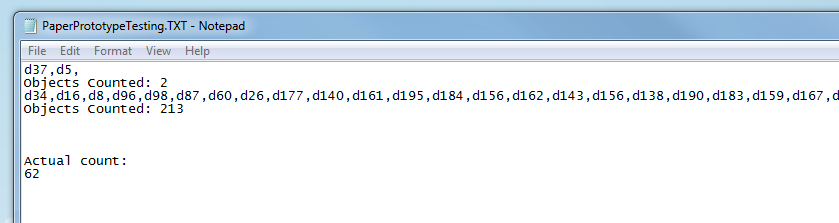 PaperPrototypeTesting.TXT - Notepad
File Edit Format View Help
d37,d5,
Objects Counted: 2
d34,d16,d8,d96,d98,d87,d60,d26,d177,d140,d161,d195,d184,d156,d162,d143,d156,d138,d190,d183,d159,d167,d
Objects Counted: 213
Actual count:
62